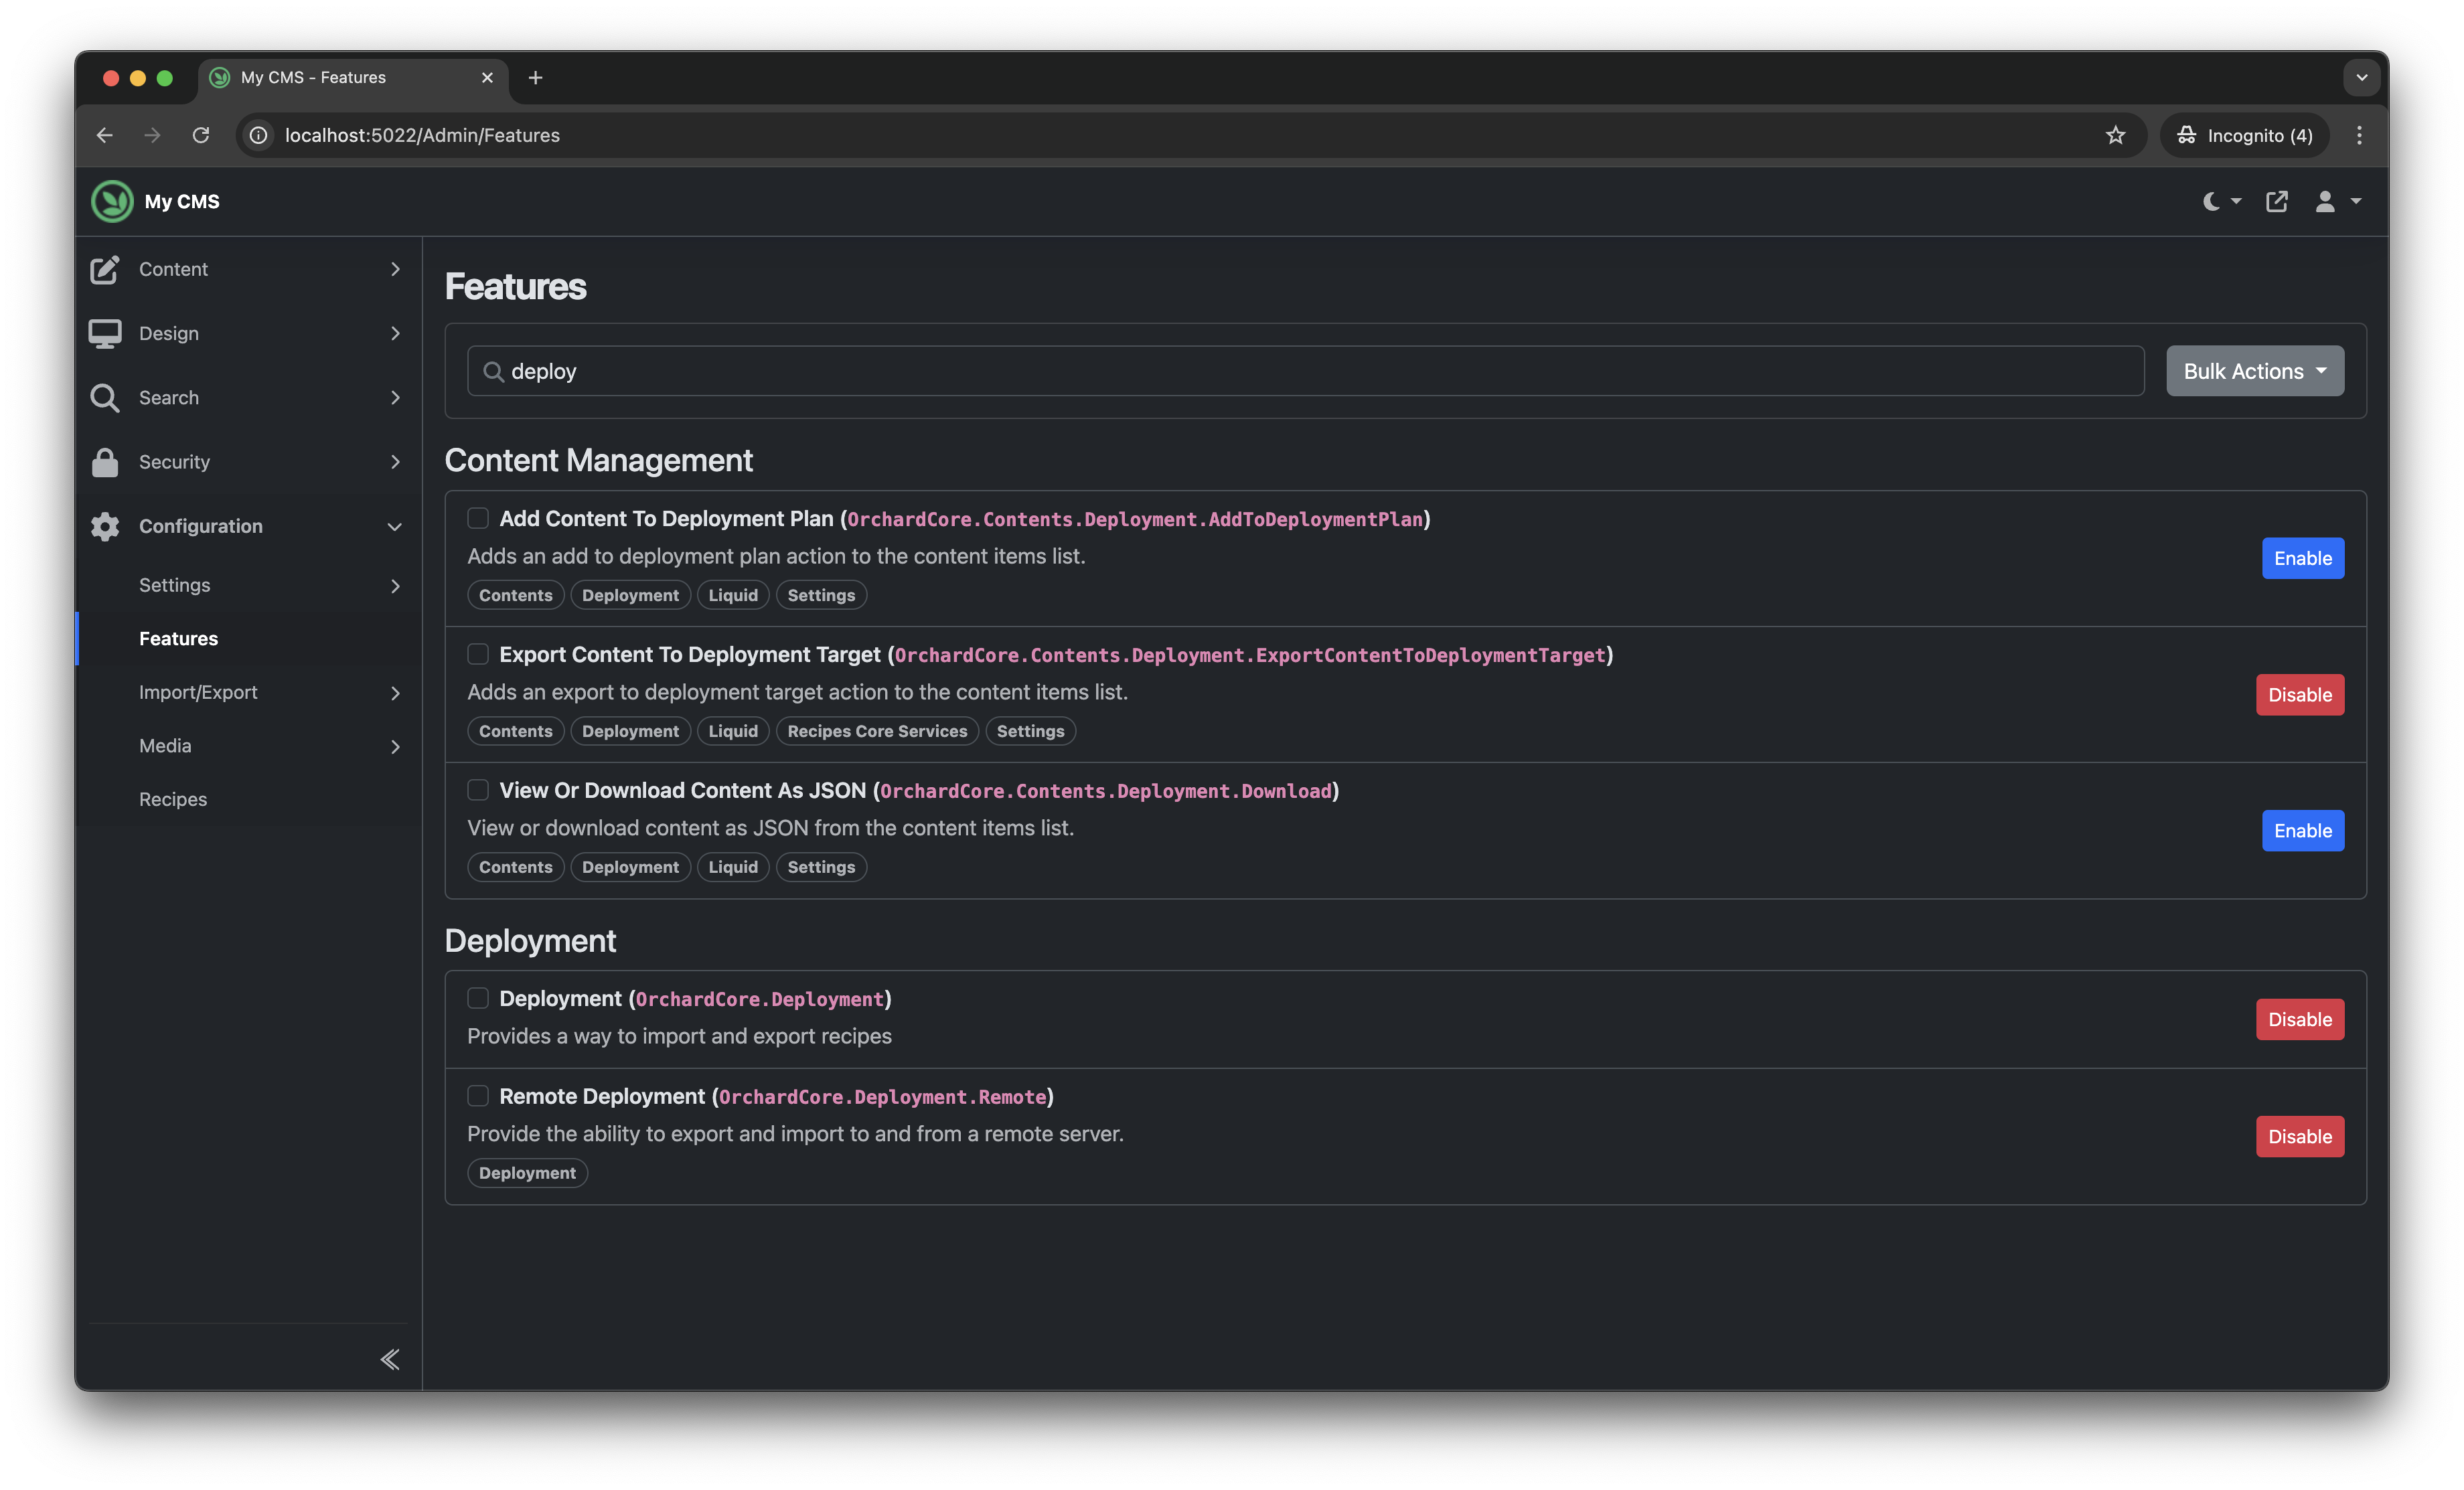 My CMS - Features
localhost:5022/Admin/Features
Incognito (4)
My CMS
Content
Design
Search
Security
Configuration
Settings
Features
Import/Export
Media
Recipes
Features
deploy
Bulk Actions
Content Management
Add Content To Deployment Plan (OrchardCore.Contents.Deployment.AddToDeploymentPlan)
Adds an add to deployment plan action to the content items list.
Contents Deployment Liquid Settings
Enable
Export Content To Deployment Target (OrchardCore.Contents.Deployment.ExportContentToDeploymentTarget)
Adds an export to deployment target action to the content items list.
Contents Deployment Liquid Recipes Core Services Settings
Disable
View Or Download Content As JSON (OrchardCore.Contents.Deployment.Download)
View or download content as JSON from the content items list.
Contents Deployment Liquid Settings
Enable
Deployment
Deployment (OrchardCore.Deployment)
Provides a way to import and export recipes
Disable
Remote Deployment (OrchardCore.Deployment.Remote)
Provide the ability to export and import to and from a remote server.
Deployment
Disable